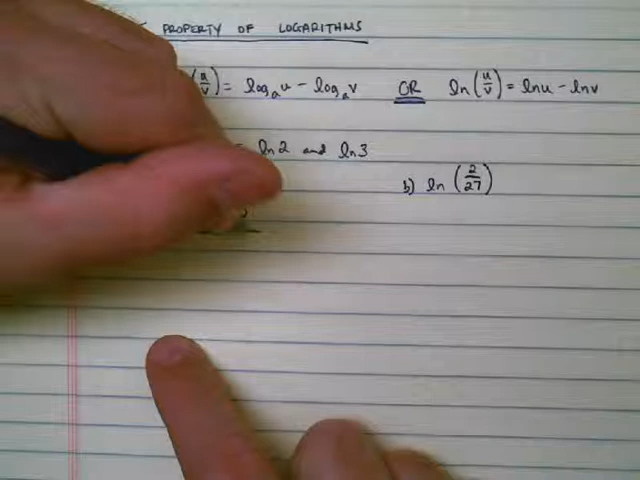 PROPERTY OF LOGARITHMS
(u/v) = logₐu - logₐv OR ln(u/v) = lnu - lnv
= ln2 and ln3
b) ln (2/27)